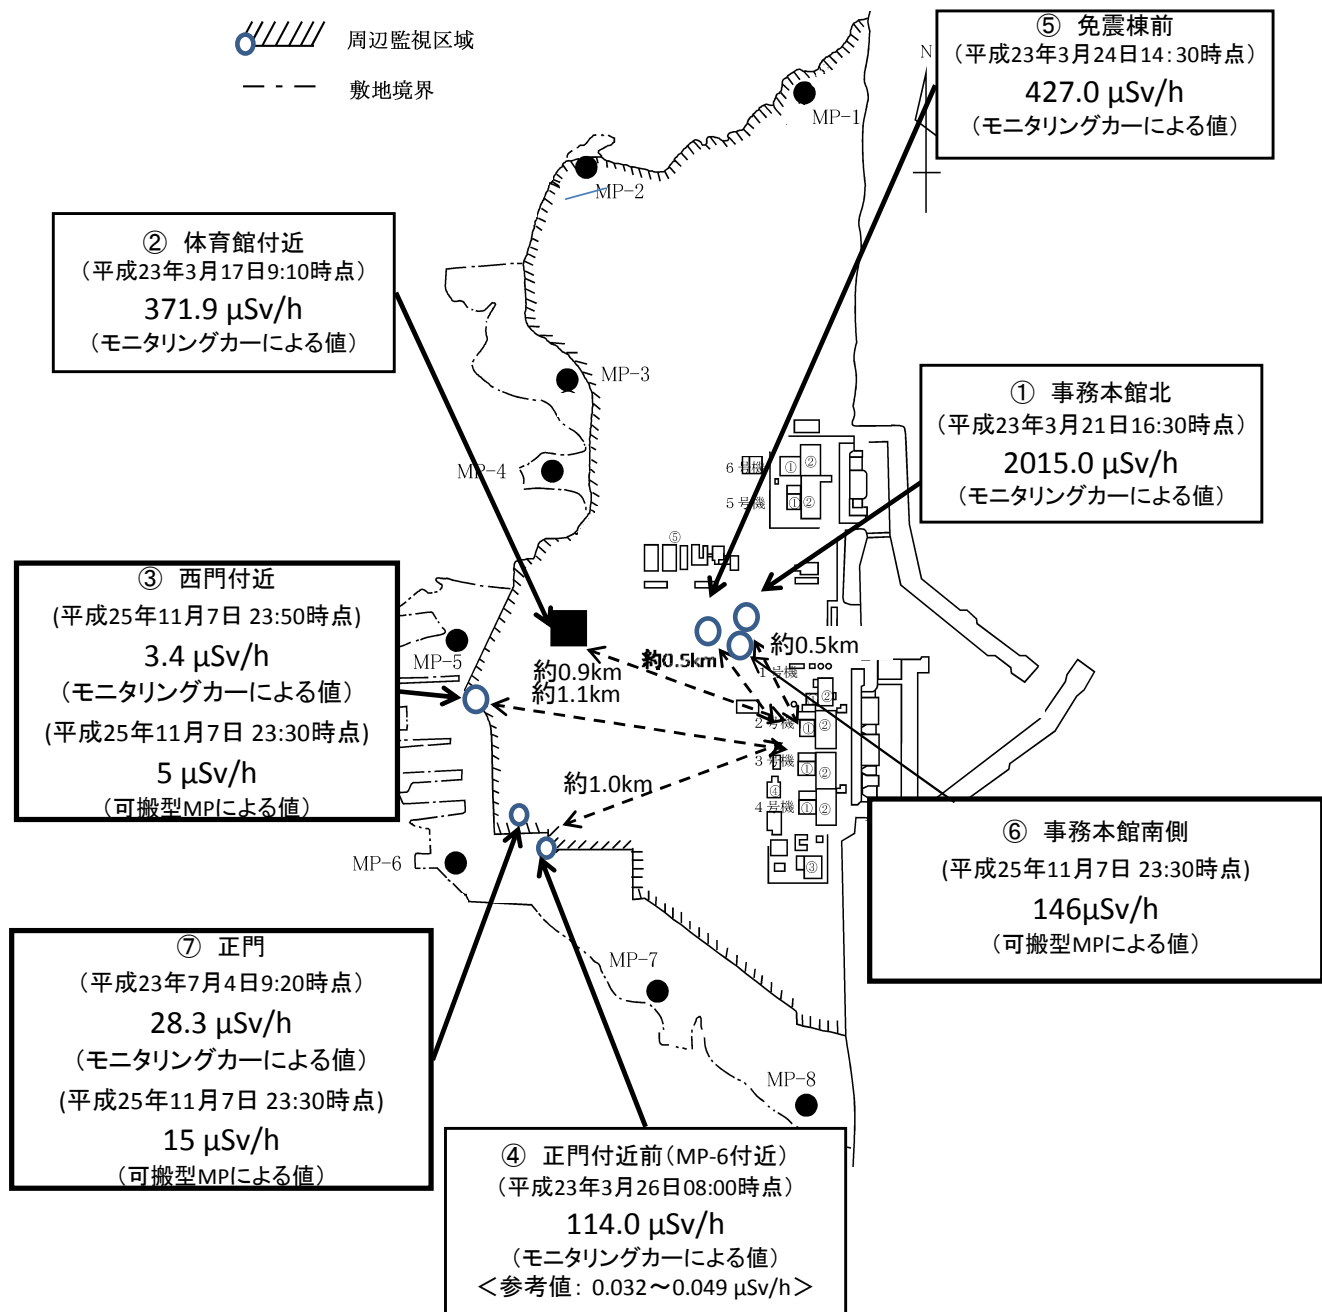 周辺監視区域
敷地境界
⑤ 免震棟前
（平成23年3月24日14:30時点）
427.0 μSv/h
（モニタリングカーによる値）
N
MP-1
MP-2
② 体育館付近
（平成23年3月17日9:10時点）
371.9 μSv/h
（モニタリングカーによる値）
MP-3
① 事務本館北
（平成23年3月21日16:30時点）
2015.0 μSv/h
（モニタリングカーによる値）
MP-4
6号機
①
②
5号機
①
②
⑤
③ 西門付近
(平成25年11月7日 23:50時点)
3.4 μSv/h
（モニタリングカーによる値）
(平成25年11月7日 23:30時点)
5 μSv/h
（可搬型MPによる値）
MP-5
約0.9km
約1.1km
約0.5km
約0.5km
1号機
②
2号機
①
②
3号機
①
②
約1.0km
④
4号機
①
②
③
MP-6
⑥ 事務本館南側
(平成25年11月7日 23:30時点)
146μSv/h
（可搬型MPによる値）
⑦ 正門
（平成23年7月4日9:20時点）
28.3 μSv/h
（モニタリングカーによる値）
(平成25年11月7日 23:30時点)
15 μSv/h
（可搬型MPによる値）
MP-7
MP-8
④ 正門付近前（MP-6付近）
（平成23年3月26日08:00時点）
114.0 μSv/h
（モニタリングカーによる値）
＜参考値: 0.032～0.049 μSv/h＞